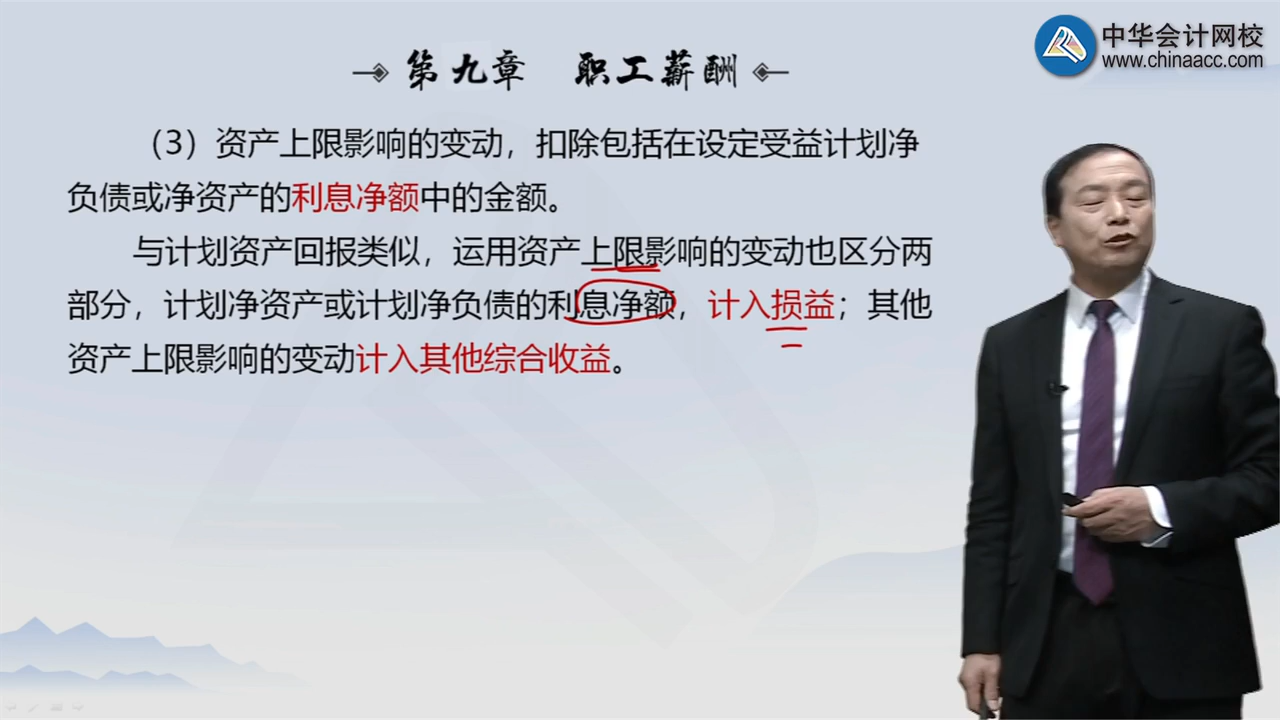 第九章 职工薪酬
中华会计网校
www.chinaacc.com
（3）资产上限影响的变动，扣除包括在设定受益计划净
负债或净资产的利息净额中的金额。
与计划资产回报类似，运用资产上限影响的变动也区分两
部分，计划净资产或计划净负债的利息净额，计入损益；其他
资产上限影响的变动计入其他综合收益。